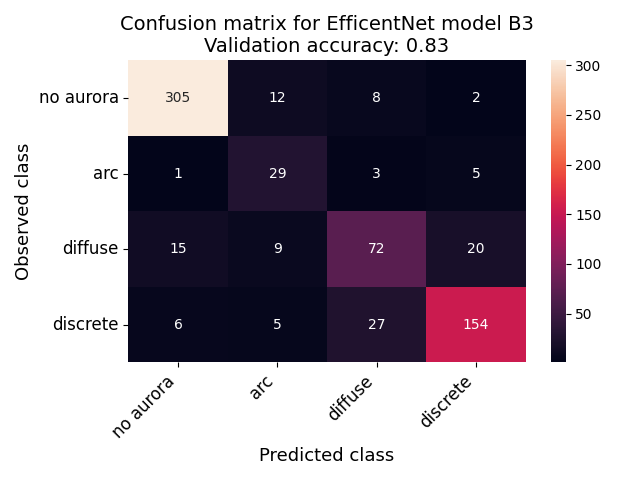 Confusion matrix for EfficentNet model B3
Validation accuracy: 0.83
no aurora 305 12 8 2
arc 1 29 3 5
diffuse 15 9 72 20
discrete 6 5 27 154
no aurora arc diffuse discrete
Predicted class
Observed class
300
250
200
150
100
50